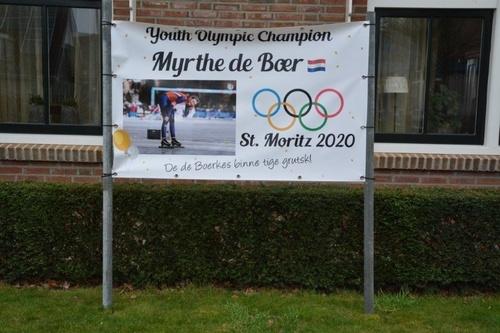 Youth Olympic Champion
Myrthe de Boer
St. Moritz 2020
De de Boerkes binne tige grutsk!